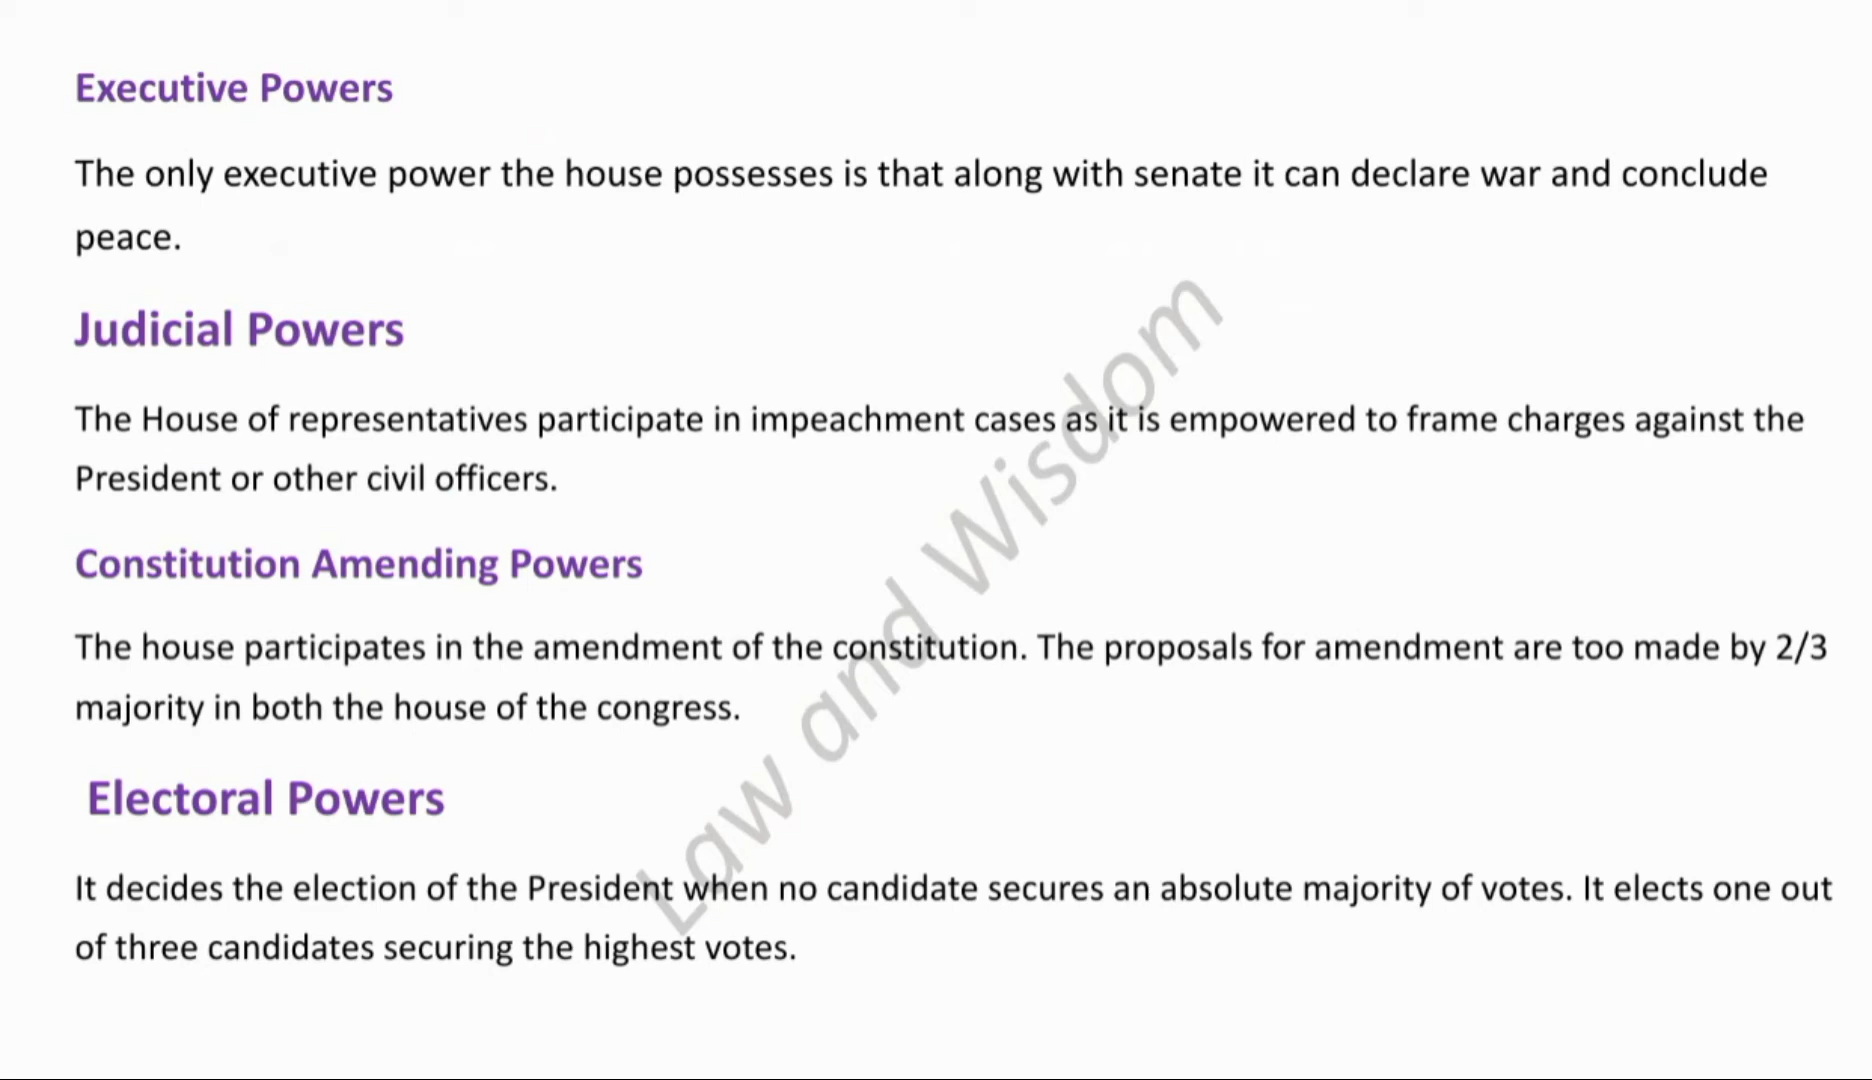 Executive Powers
The only executive power the house possesses is that along with senate it can declare war and conclude
peace.
Judicial Powers
The House of representatives participate in impeachment cases as it is empowered to frame charges against the
President or other civil officers.
Constitution Amending Powers
The house participates in the amendment of the constitution. The proposals for amendment are too made by 2/3
majority in both the house of the congress.
Electoral Powers
It decides the election of the President when no candidate secures an absolute majority of votes. It elects one out
of three candidates securing the highest votes.
Law and Wisdom